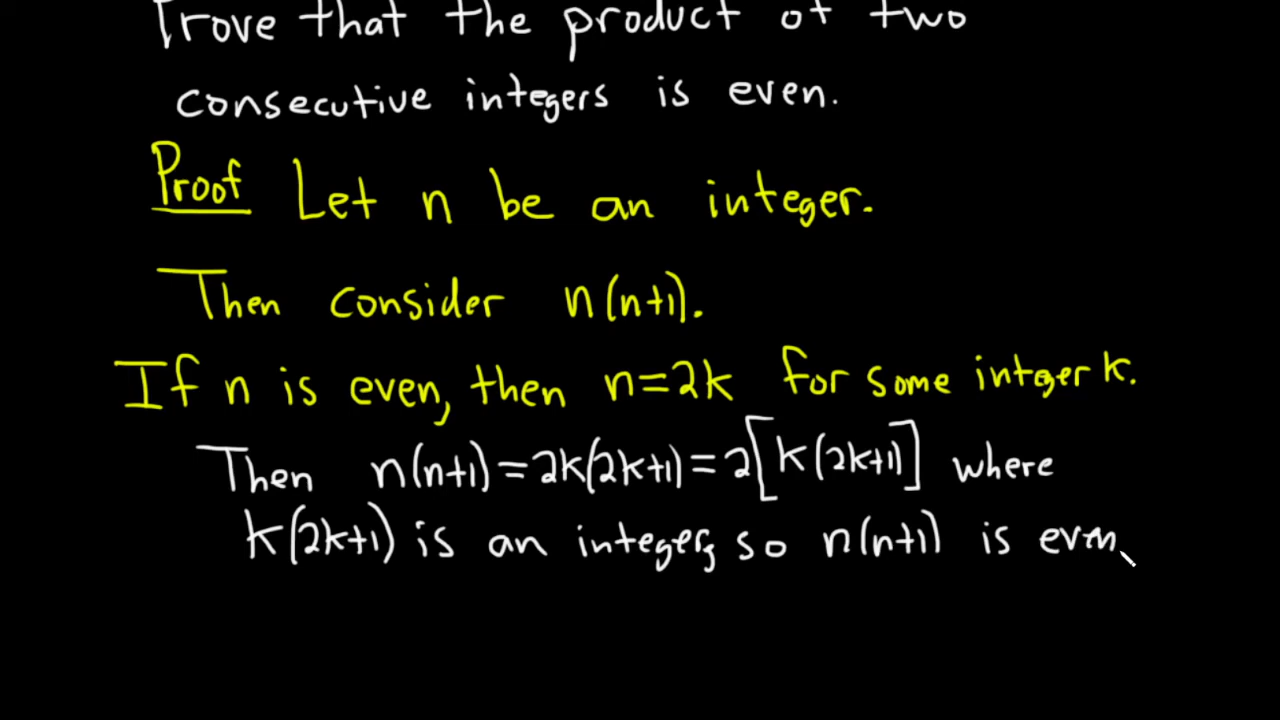 Prove that the product of two
consecutive integers is even.
Proof Let n be an integer.
Then consider n(n+1).
If n is even, then n=2k for some integer k.
Then n(n+1)=2k(2k+1)=2[k(2k+1)] where
k(2k+1) is an integer, so n(n+1) is even